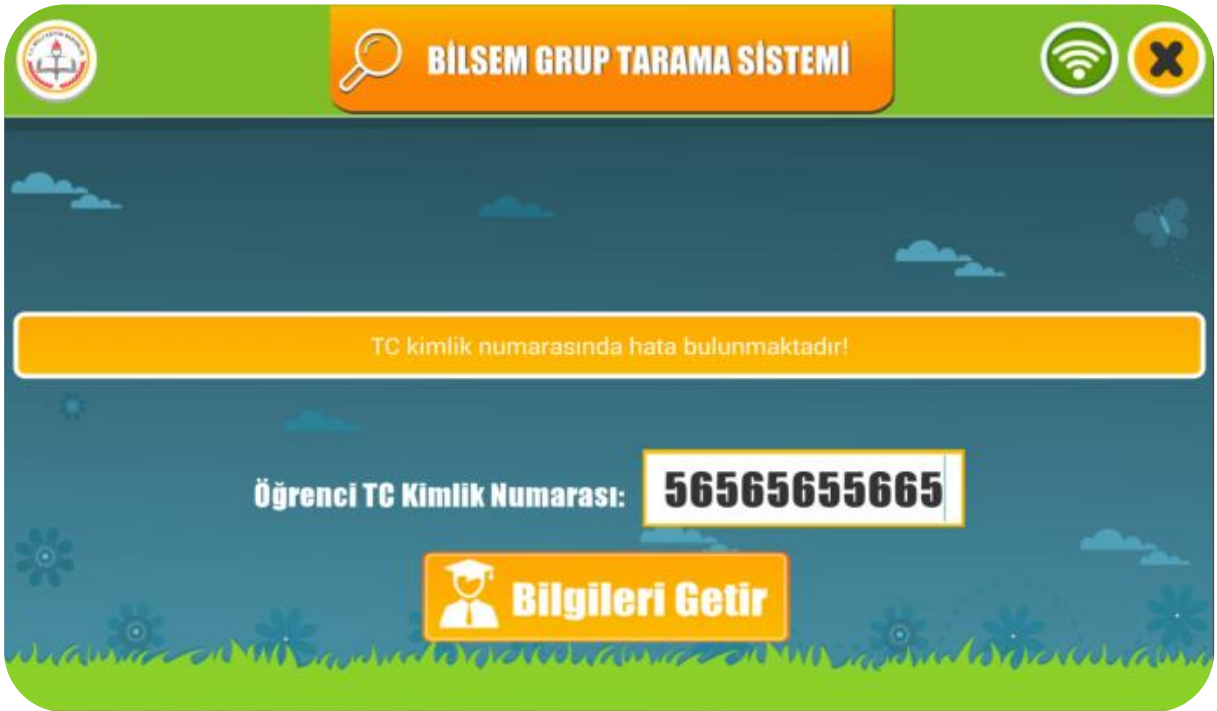 BİLSEM GRUP TARAMA SİSTEMİ
TC kimlik numarasında hata bulunmaktadır!
Öğrenci TC Kimlik Numarası: 56565655665
Bilgileri Getir